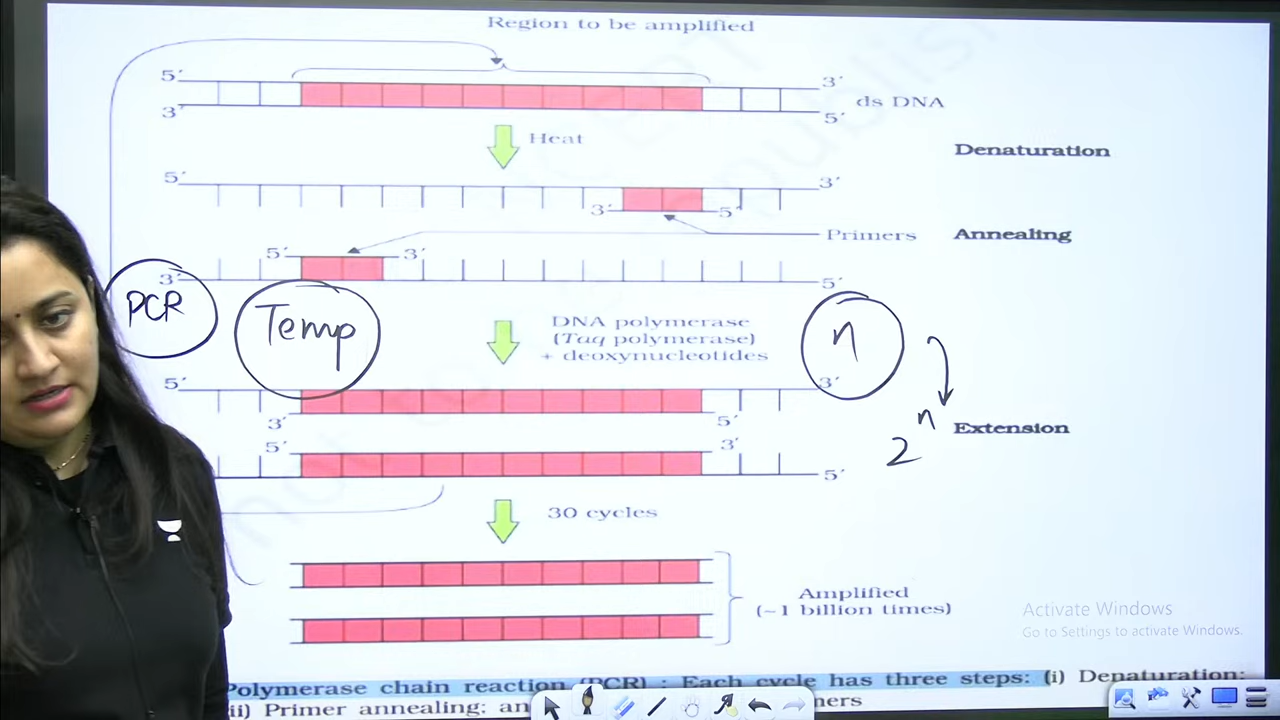 Region to be amplified
5′ 3′
3′ 5′ ds DNA
Heat
Denaturation
5′ 3′
3′ 5′
Primers Annealing
5′ 3′
3′ 5′
PCR
Temp
DNA polymerase
(Taq polymerase)
+ deoxynucleotides
n
5′ 3′
3′ 5′
2ⁿ
Extension
5′ 3′
5′
30 cycles
Amplified
(~1 billion times)
Activate Windows
Go to Settings to activate Windows.
Polymerase chain reaction (PCR) : Each cycle has three steps: (i) Denaturation;
ii) Primer annealing; an